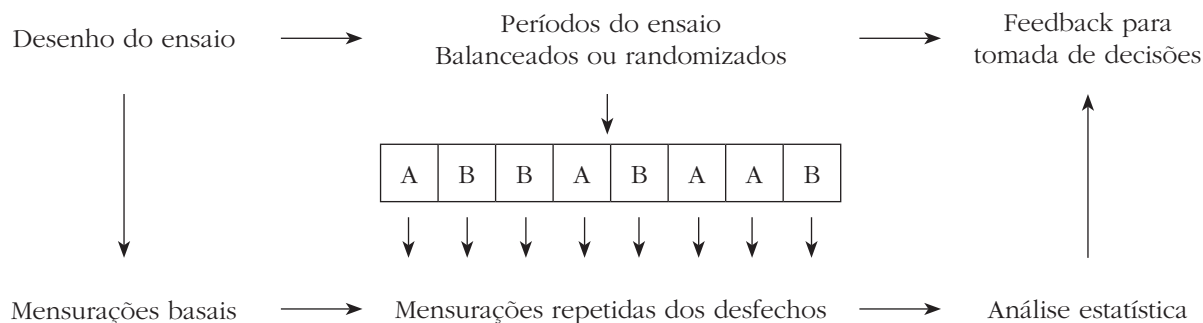 Desenho do ensaio
Períodos do ensaio
Balanceados ou randomizados
Feedback para
tomada de decisões
A B B A B A A B
Mensurações basais
Mensurações repetidas dos desfechos
Análise estatística